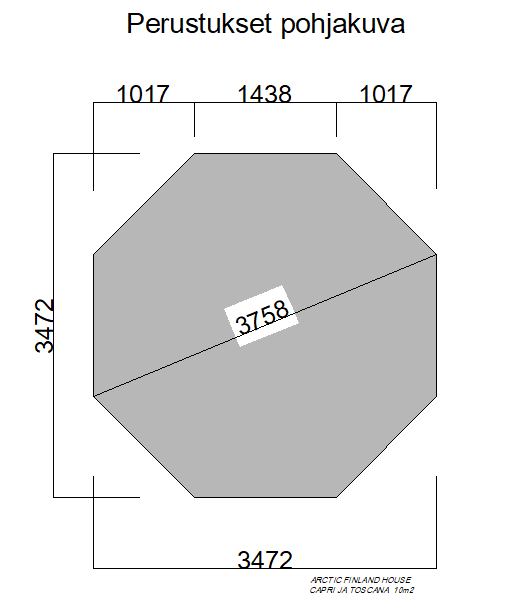 Perustukset pohjakuva
1017 1438 1017
3472
3758
3472
ARCTIC FINLAND HOUSE
CAPRI JA TOSCANA 10m2